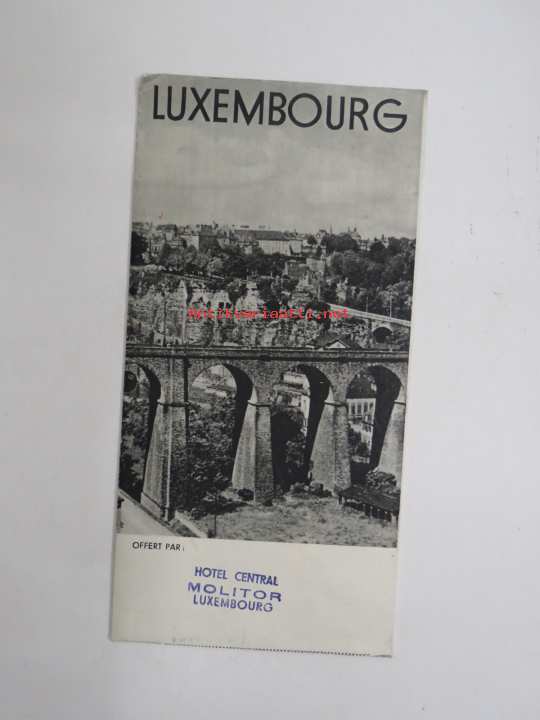 LUXEMBOURG
Antikvariaatti.net
OFFERT PAR :
HOTEL CENTRAL
MOLITOR
LUXEMBOURG